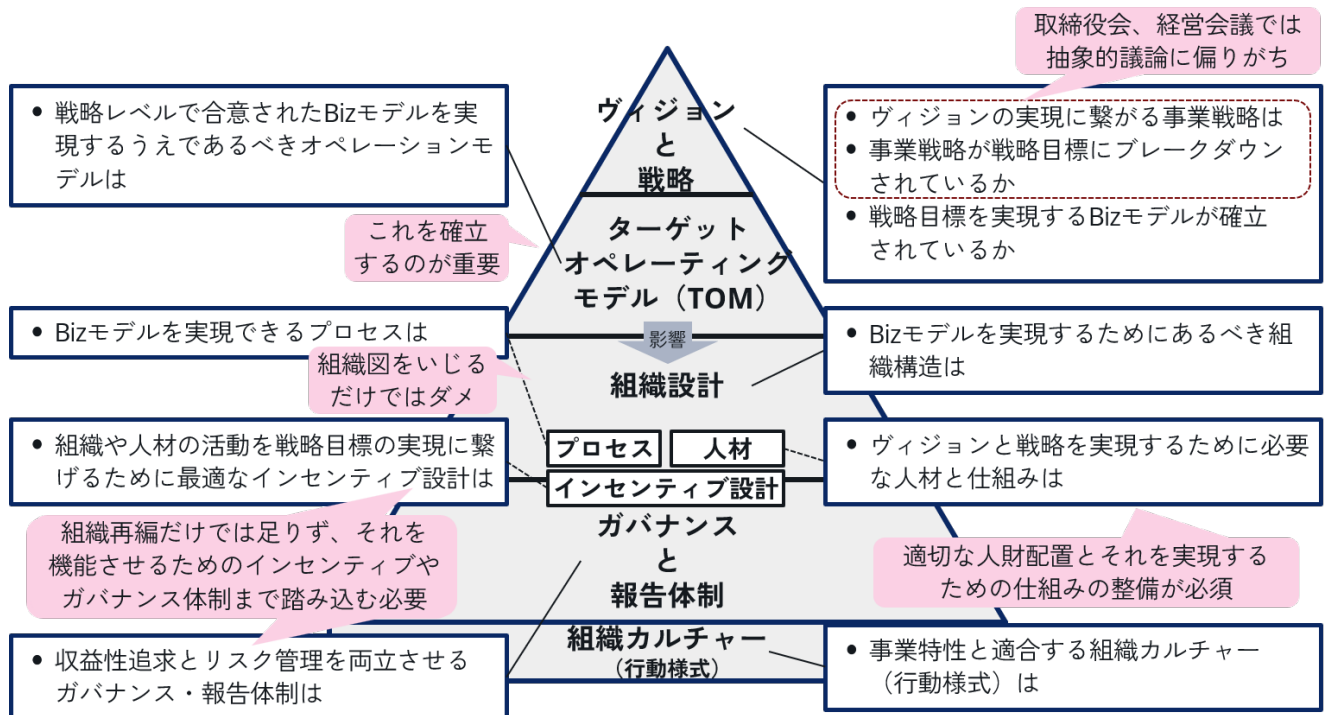 取締役会、経営会議では
抽象的議論に偏りがち
ヴィジョン
と
戦略
• 戦略レベルで合意されたBizモデルを実
現するうえであるべきオペレーションモ
デルは
• ヴィジョンの実現に繋がる事業戦略は
• 事業戦略が戦略目標にブレークダウン
されているか
• 戦略目標を実現するBizモデルが確立
されているか
これを確立
するのが重要
ターゲット
オペレーティング
モデル（TOM）
• Bizモデルを実現できるプロセスは
影響
• Bizモデルを実現するためにあるべき組
織構造は
組織図をいじる
だけではダメ
組織設計
• 組織や人材の活動を戦略目標の実現に繋
げるために最適なインセンティブ設計は
プロセス
人材
インセンティブ設計
• ヴィジョンと戦略を実現するために必要
な人材と仕組みは
組織再編だけでは足りず、それを
機能させるためのインセンティブや
ガバナンス体制まで踏み込む必要
ガバナンス
と
報告体制
適切な人財配置とそれを実現する
ための仕組みの整備が必須
• 収益性追求とリスク管理を両立させる
ガバナンス・報告体制は
組織カルチャー
（行動様式）
• 事業特性と適合する組織カルチャー
（行動様式）は